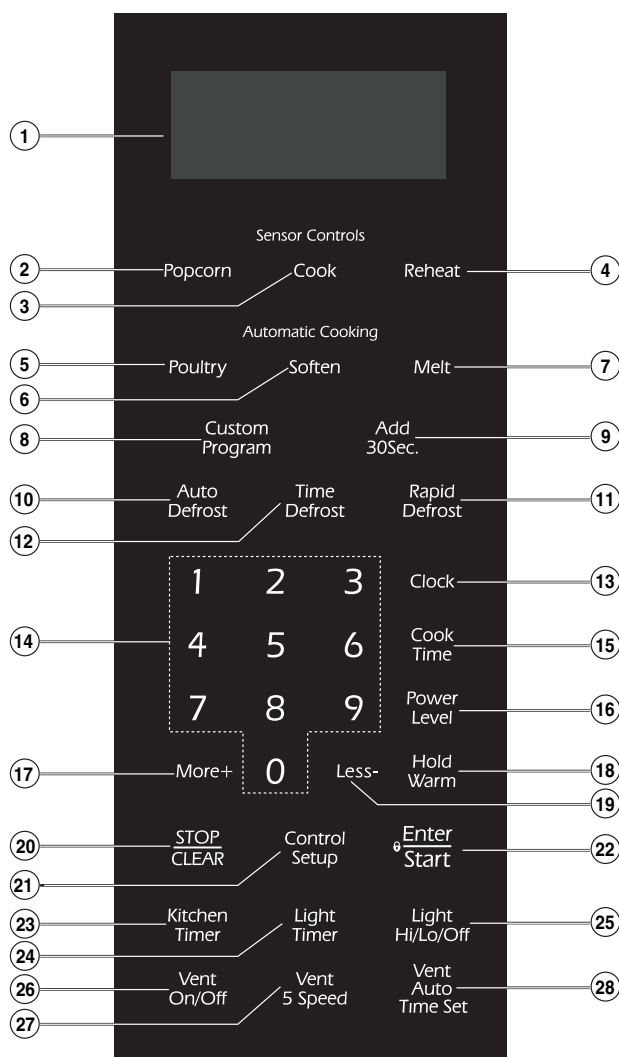 1
Sensor Controls
2 Popcorn Cook Reheat 4
3
Automatic Cooking
5 Poultry Soften Melt 7
6
8 Custom Program Add 30Sec. 9
10 Auto Defrost Time Defrost Rapid Defrost 11
12
1 2 3 Clock 13
14 4 5 6 Cook Time 15
7 8 9 Power Level 16
17 More+ 0 Less- Hold Warm 18
19
20 STOP CLEAR Control Setup Enter Start 22
21
23 Kitchen Timer Light Timer Light Hi/Lo/Off 25
24
26 Vent On/Off Vent 5 Speed Vent Auto Time Set 28
27